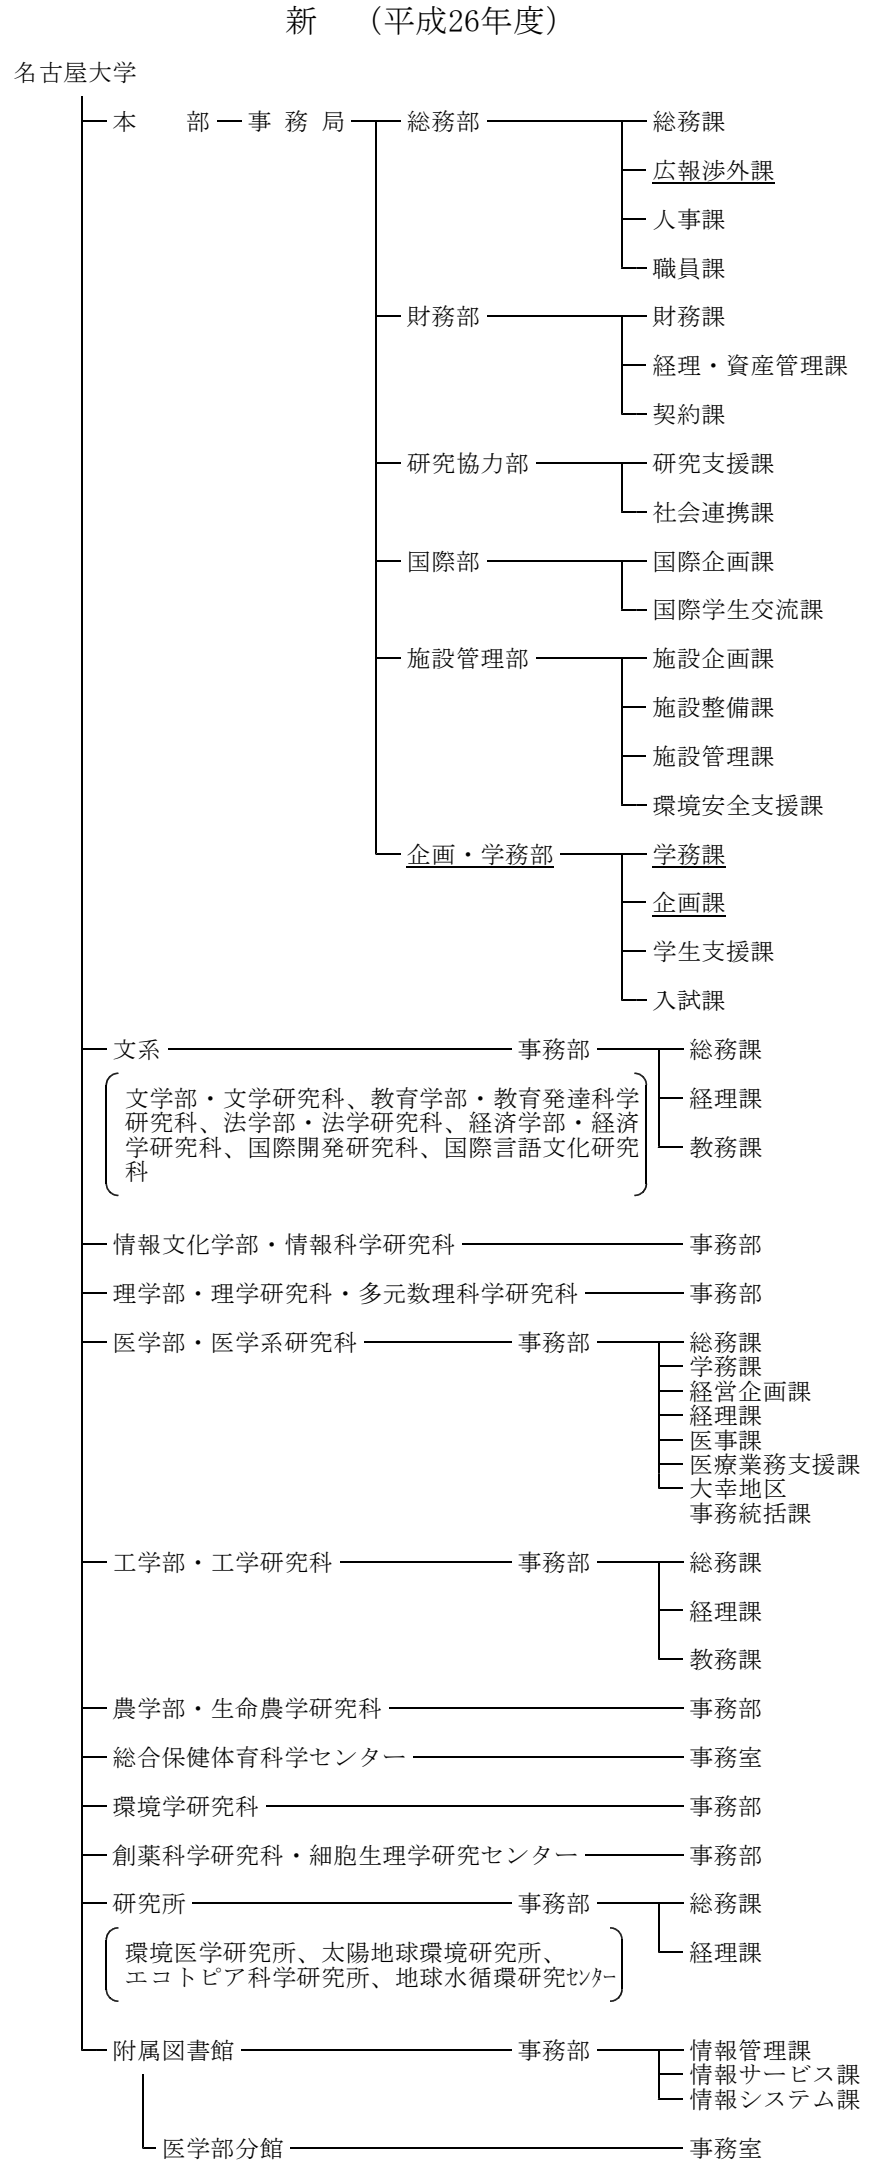 新 （平成26年度）
名古屋大学
本 部 事 務 局 総務部 総務課
広報渉外課
人事課
職員課
財務部 財務課
経理・資産管理課
契約課
研究協力部 研究支援課
社会連携課
国際部 国際企画課
国際学生交流課
施設管理部 施設企画課
施設整備課
施設管理課
環境安全支援課
企画・学務部 学務課
企画課
学生支援課
入試課
文系 事務部 総務課
文学部・文学研究科、教育学部・教育発達科学 経理課
研究科、法学部・法学研究科、経済学部・経済
学研究科、国際開発研究科、国際言語文化研究 教務課
科
情報文化学部・情報科学研究科 事務部
理学部・理学研究科・多元数理科学研究科 事務部
医学部・医学系研究科 事務部 総務課
学務課
経営企画課
経理課
医事課
医療業務支援課
大幸地区
事務統括課
工学部・工学研究科 事務部 総務課
経理課
教務課
農学部・生命農学研究科 事務部
総合保健体育科学センター 事務室
環境学研究科 事務部
創薬科学研究科・細胞生理学研究センター 事務部
研究所 事務部 総務課
環境医学研究所、太陽地球環境研究所、 経理課
エコトピア科学研究所、地球水循環研究ｾﾝﾀｰ
附属図書館 事務部 情報管理課
情報サービス課
情報システム課
医学部分館 事務室